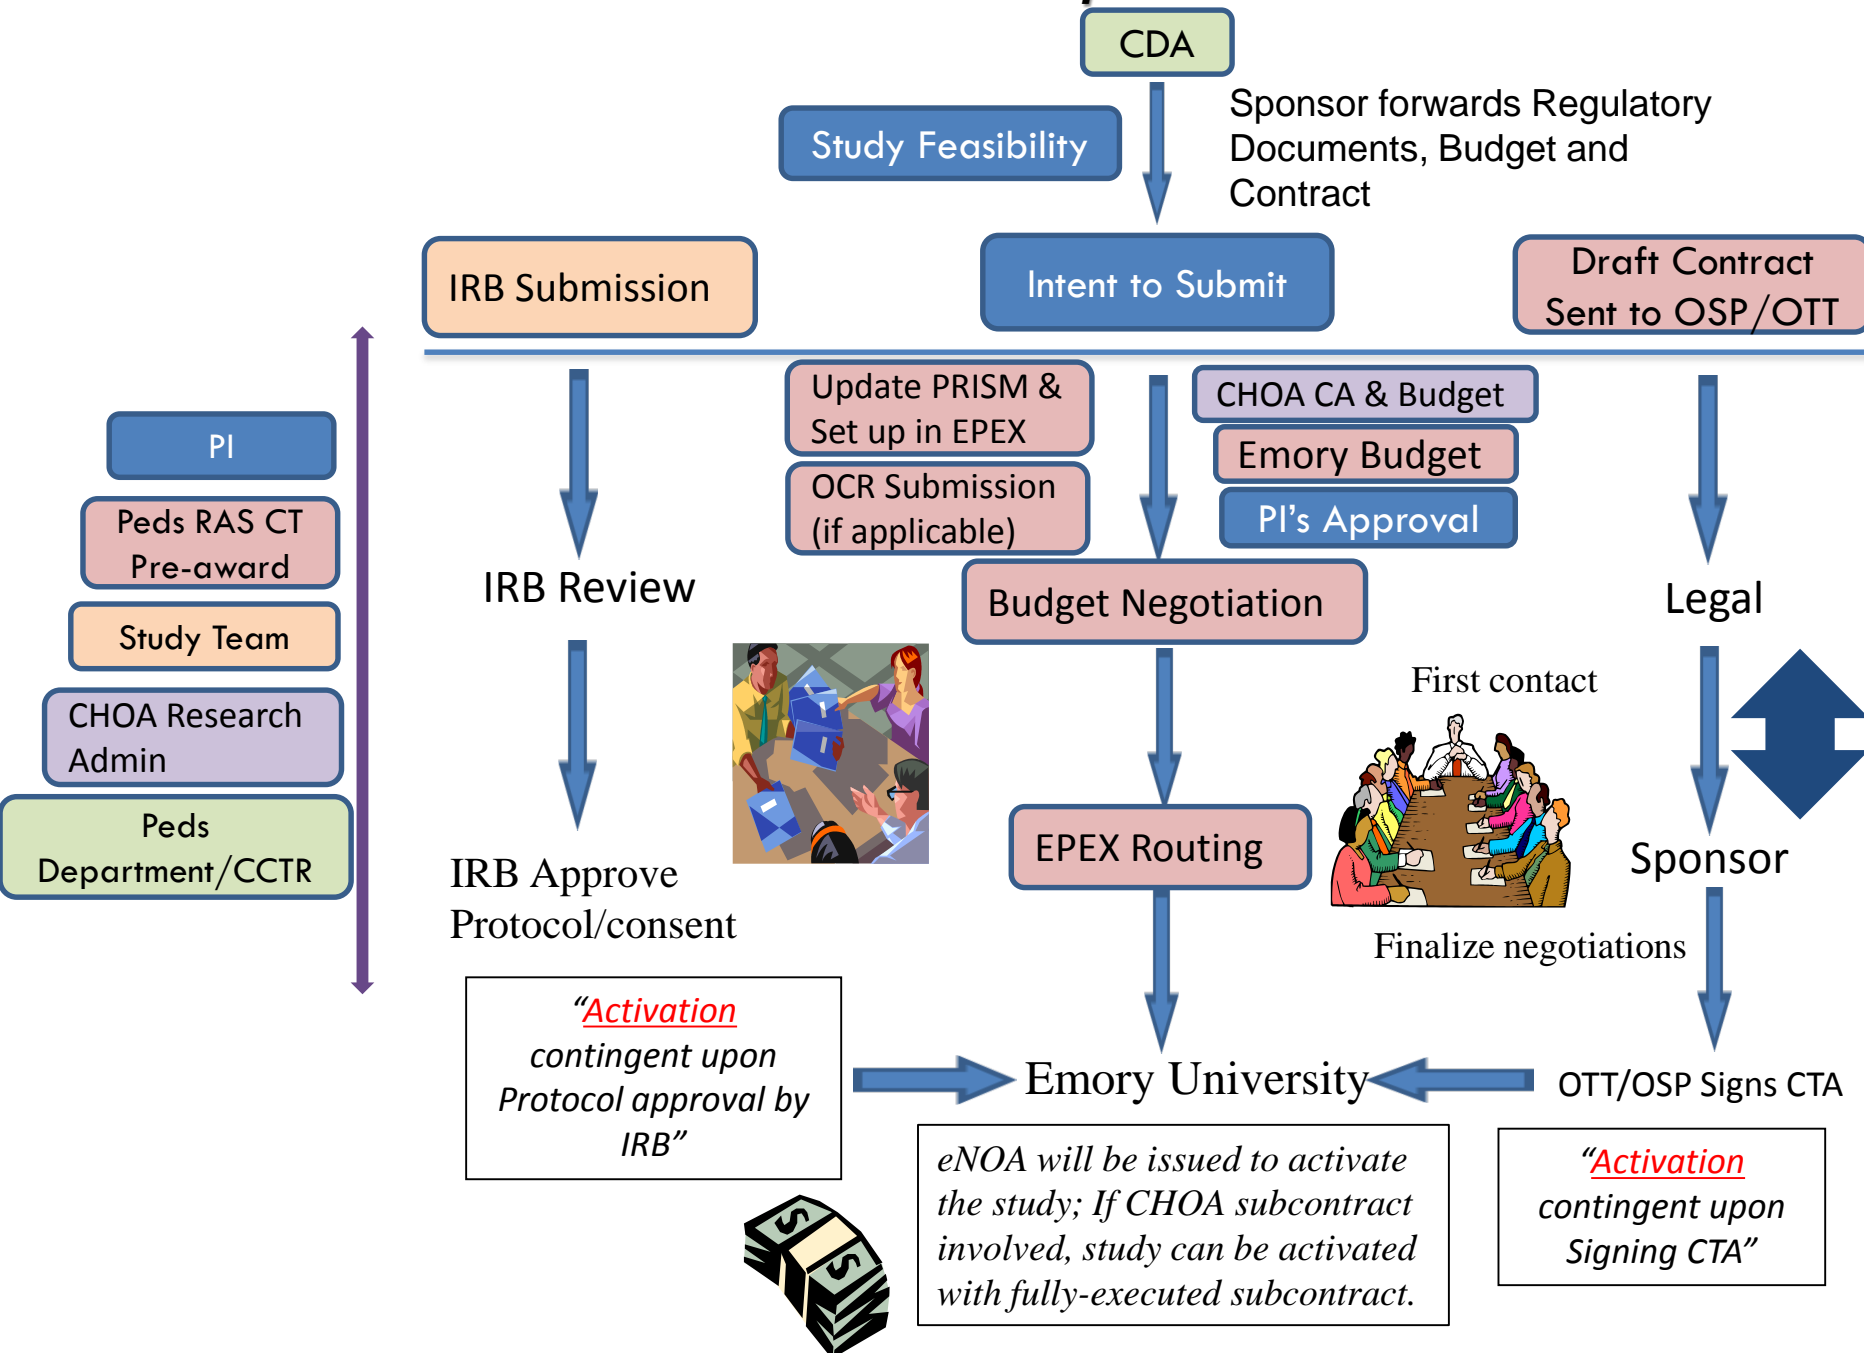 CDA
Study Feasibility
Sponsor forwards Regulatory
Documents, Budget and
Contract
IRB Submission
Intent to Submit
Draft Contract
Sent to OSP/OTT
PI
Peds RAS CT
Pre-award
Study Team
CHOA Research
Admin
Peds
Department/CCTR
Update PRISM &
Set up in EPEX
OCR Submission
(if applicable)
CHOA CA & Budget
Emory Budget
PI’s Approval
IRB Review
Budget Negotiation
Legal
First contact
EPEX Routing
Sponsor
IRB Approve
Protocol/consent
Finalize negotiations
“Activation
contingent upon
Protocol approval by
IRB”
Emory University
OTT/OSP Signs CTA
eNOA will be issued to activate
the study; If CHOA subcontract
involved, study can be activated
with fully-executed subcontract.
“Activation
contingent upon
Signing CTA”
$
$